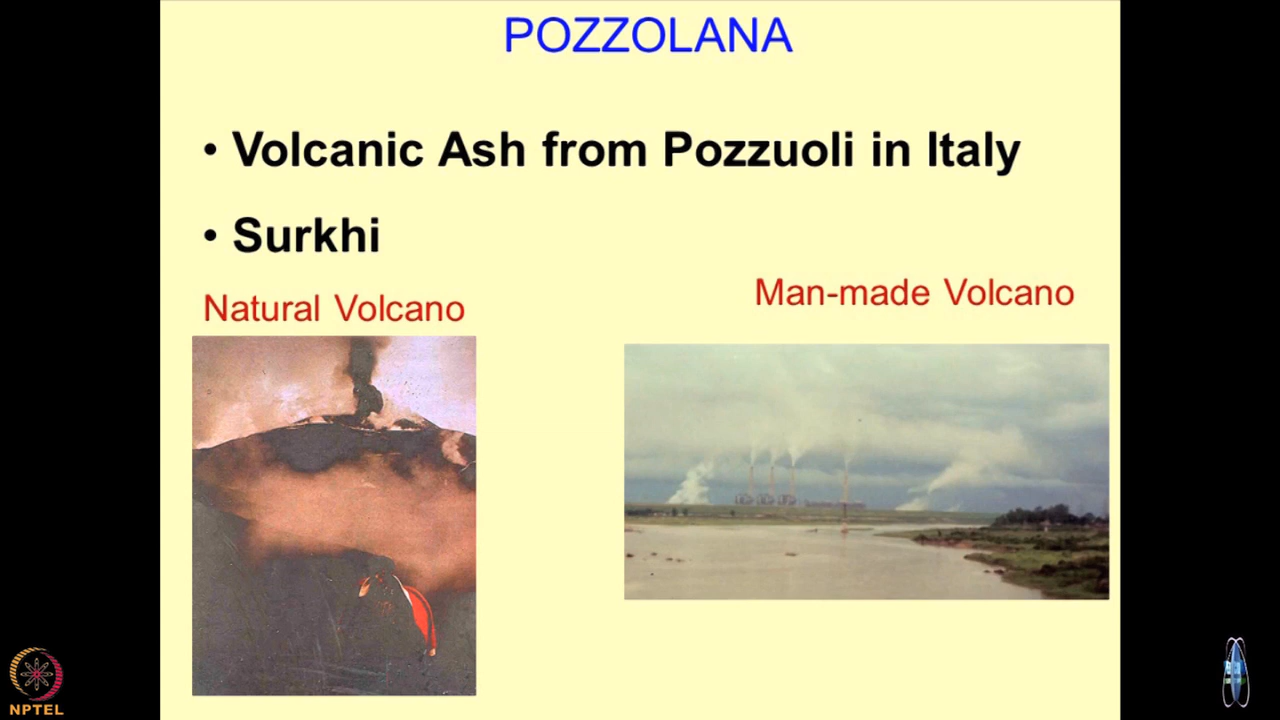 POZZOLANA
• Volcanic Ash from Pozzuoli in Italy
• Surkhi
Natural Volcano
Man-made Volcano
NPTEL